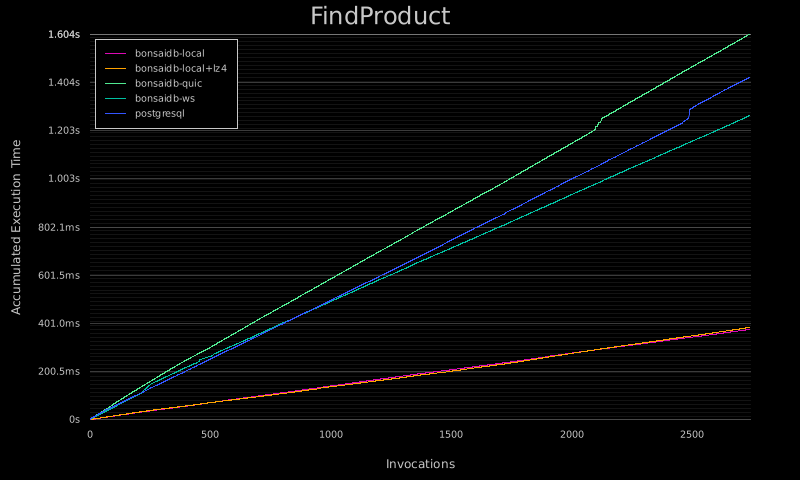 FindProduct
1.604s
1.404s
1.203s
1.003s
802.1ms
601.5ms
401.0ms
200.5ms
0s
bonsaidb-local
bonsaidb-local+lz4
bonsaidb-quic
bonsaidb-ws
postgresql
Accumulated Execution Time
0
500
1000
1500
2000
2500
Invocations